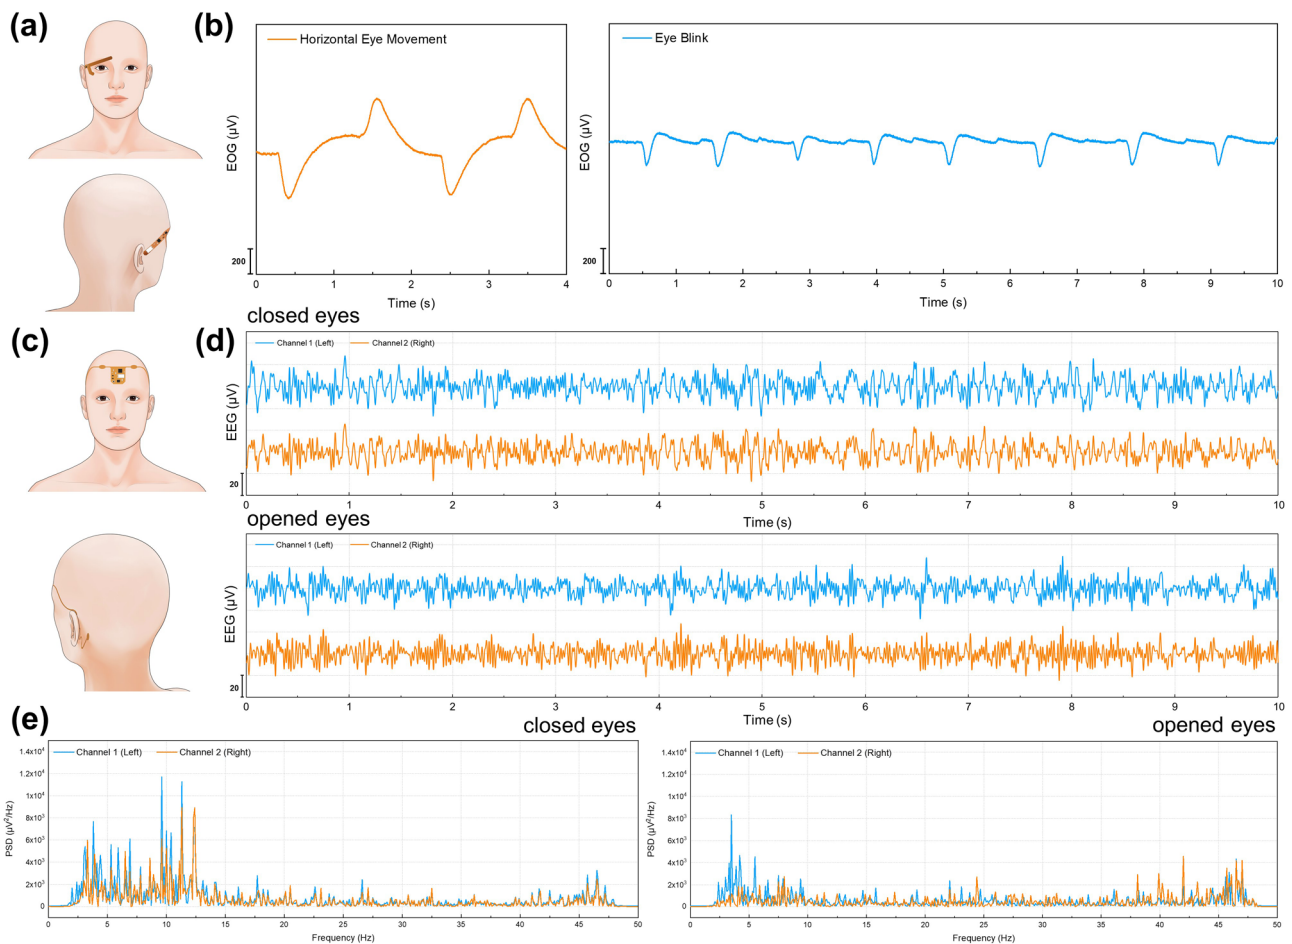 (a)
(b)
Horizontal Eye Movement
EOG (μV)
200
0 1 2 3 4
Time (s)
Eye Blink
EOG (μV)
200
0 1 2 3 4 5 6 7 8 9 10
Time (s)
(c)
(d)
closed eyes
Channel 1 (Left) Channel 2 (Right)
EEG (μV)
20
0 1 2 3 4 5 6 7 8 9 10
Time (s)
opened eyes
Channel 1 (Left) Channel 2 (Right)
EEG (μV)
20
0 1 2 3 4 5 6 7 8 9 10
Time (s)
(e)
closed eyes
Channel 1 (Left) Channel 2 (Right)
PSD (μV²/Hz)
1.4x10⁴
1.2x10⁴
1x10⁴
8x10³
6x10³
4x10³
2x10³
0
0 5 10 15 20 25 30 35 40 45 50
Frequency (Hz)
opened eyes
Channel 1 (Left) Channel 2 (Right)
PSD (μV²/Hz)
1.4x10⁴
1.2x10⁴
1x10⁴
8x10³
6x10³
4x10³
2x10³
0
0 5 10 15 20 25 30 35 40 45 50
Frequency (Hz)